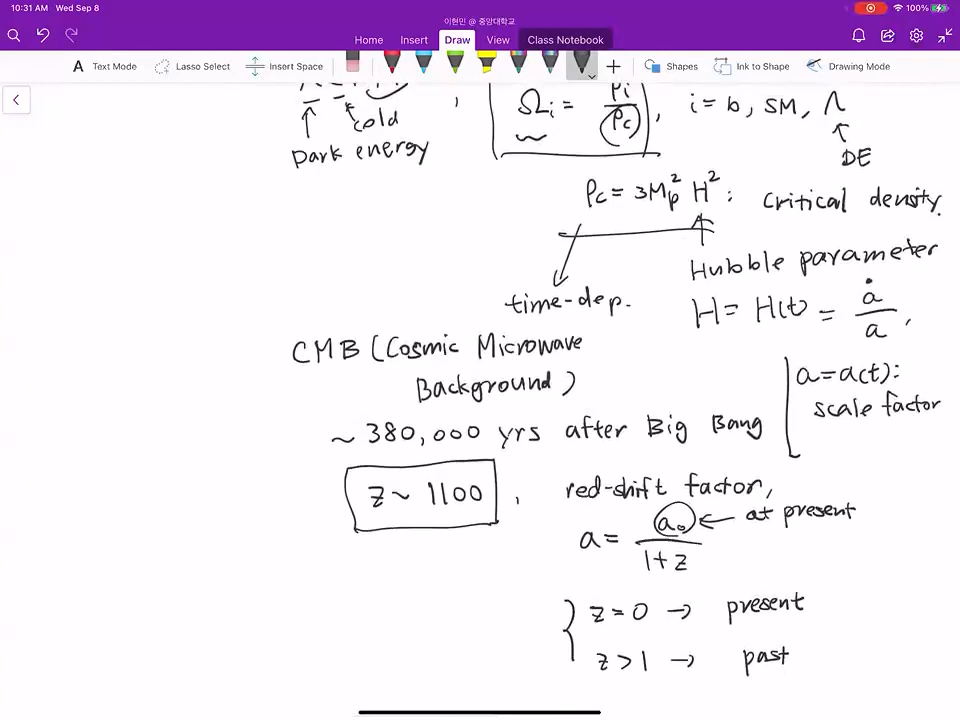 10:31 AM Wed Sep 8
100%
이현민 @ 중앙대학교
Home Insert Draw View Class Notebook
A Text Mode Lasso Select Insert Space Shapes Ink to Shape Drawing Mode
Ωi = ρi / ρc , i = b, SM, Λ
cold
Dark energy
DE
ρc = 3Mp² H² : critical density.
Hubble parameter
time-dep.
H = H(t) = ȧ / a ,
CMB (Cosmic Microwave
Background)
a = a(t) :
scale factor
~ 380,000 yrs after Big Bang
z ~ 1100 , red-shift factor,
a = a₀ / 1+z ← at present
z = 0 → present
z > 1 → past